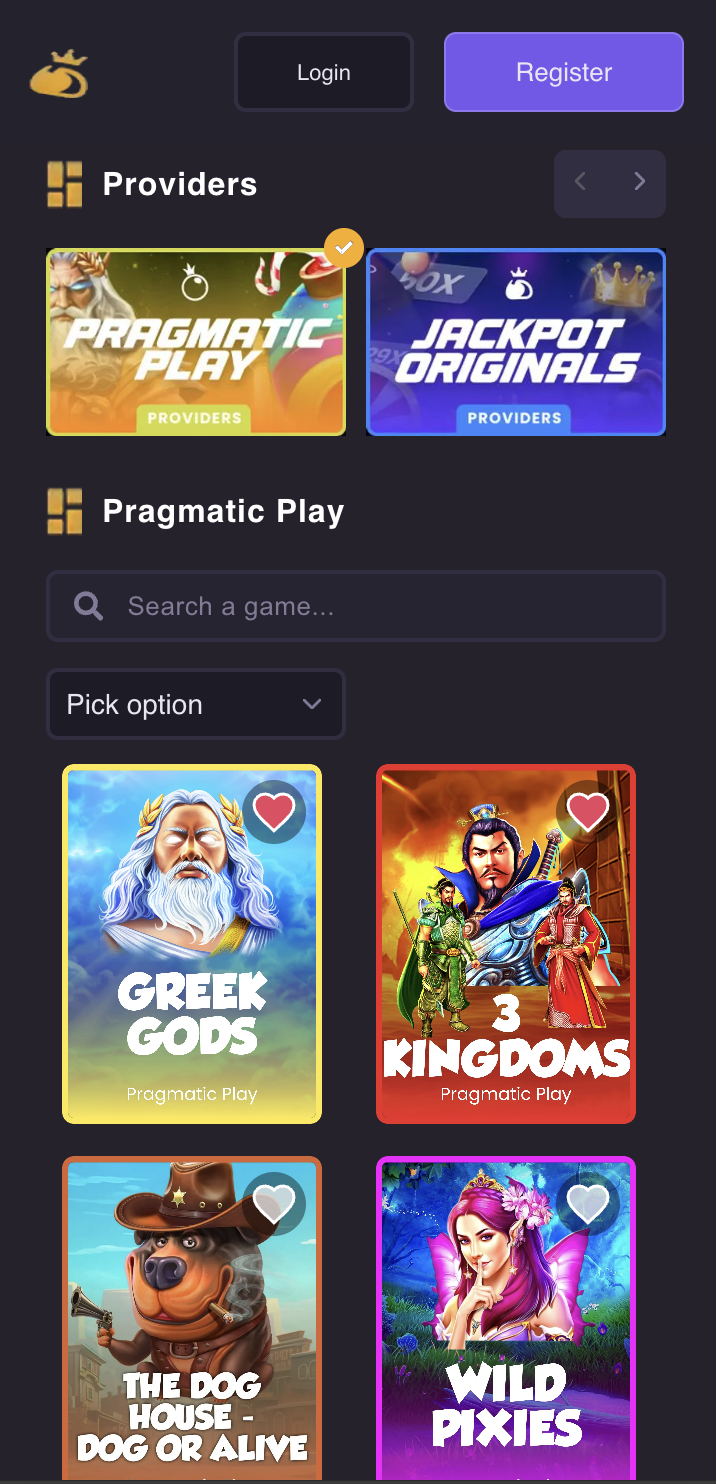 Login
Register
Providers
PRAGMATIC
PLAY
PROVIDERS
50X
29X
JACKPOT
ORIGINALS
PROVIDERS
Pragmatic Play
Search a game...
Pick option
GREEK
GODS
Pragmatic Play
3
KINGDOMS
Pragmatic Play
THE DOG
HOUSE -
DOG OR ALIVE
WILD
PIXIES